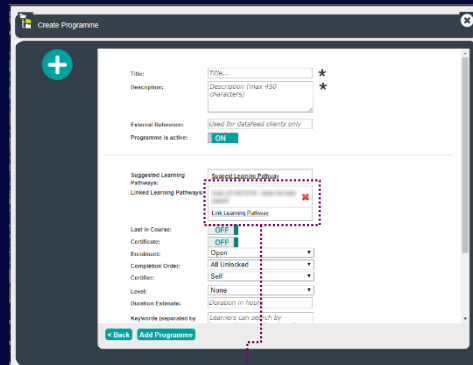 Create Programme
Title:
Title...
*
Description:
Description (max 450
characters)
*
External Reference:
Used for datafeed clients only
Programme is active:
ON
Suggested Learning
Pathways:
Suggest Learning Pathway
Linked Learning Pathways:
Link Learning Pathway
Last in Course:
OFF
Certificate:
OFF
Enrolment:
Open
Completion Order:
All Unlocked
Certifier:
Self
Level:
None
Duration Estimate:
Duration in hours
Keywords (separated by
Learners can search by
< Back
Add Programme